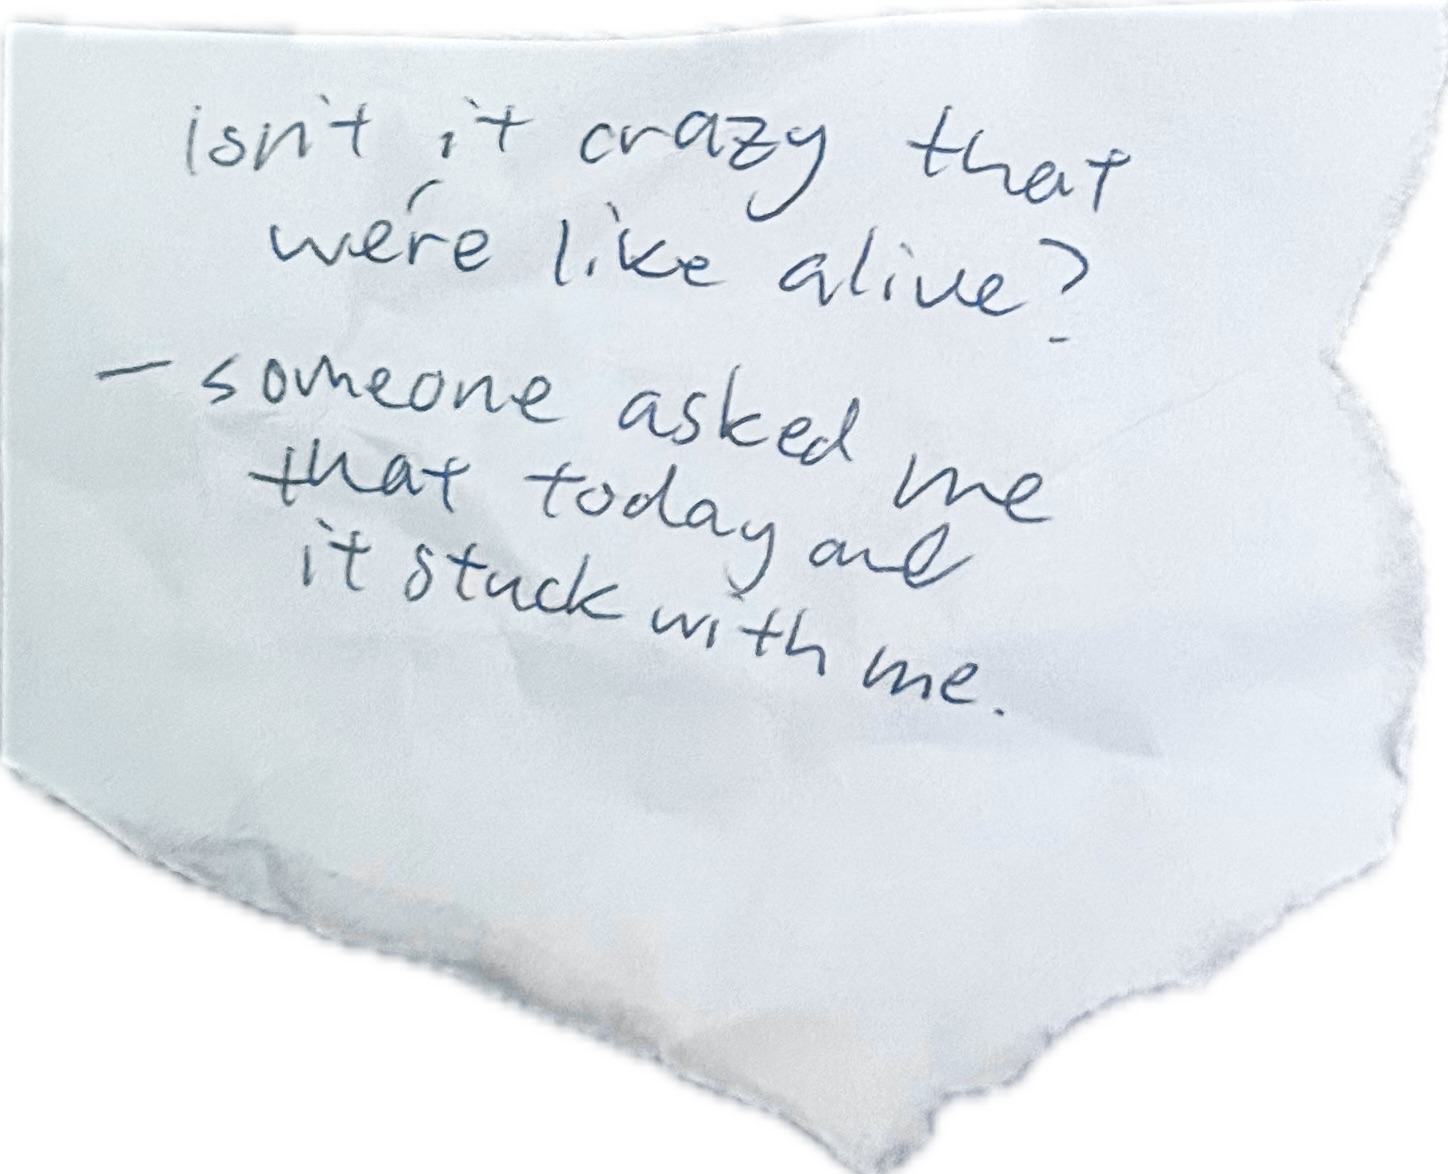 isn't it crazy that
we're like alive?
— someone asked me
that today and
it stuck with me.